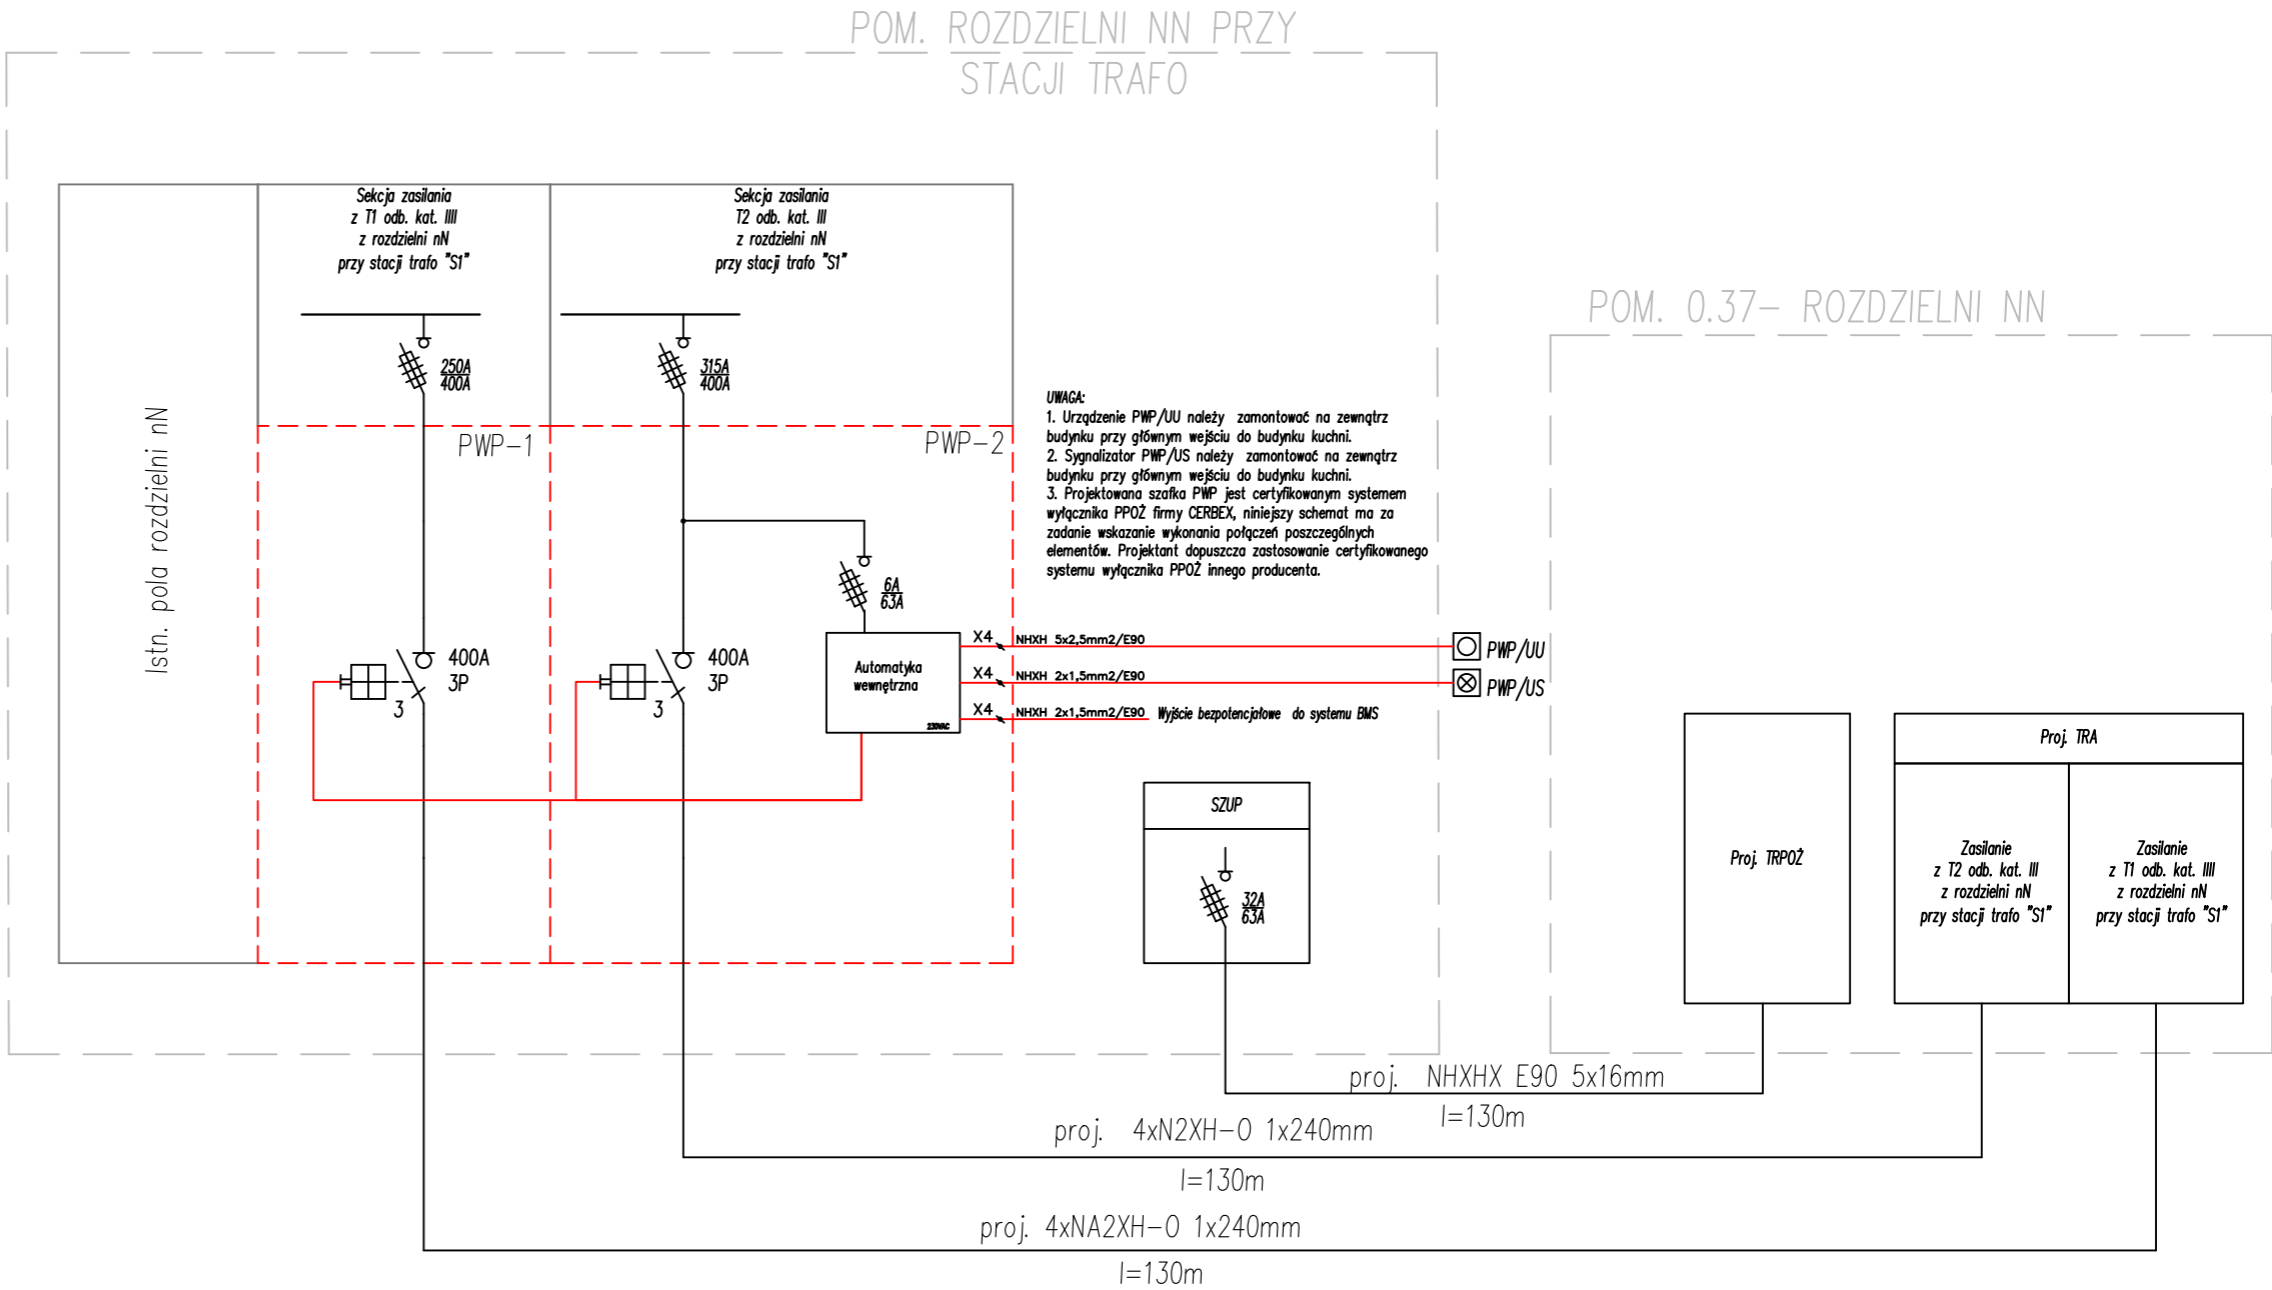 POM. ROZDZIELNI NN PRZY
STACJI TRAFO
Istn. pola rozdzielni nN
Sekcja zasilania
z T1 odb. kat. IIII
z rozdzielni nN
przy stacji trafo "S1"
250A
400A
PWP-1
400A
3P
3
Sekcja zasilania
T2 odb. kat. III
z rozdzielni nN
przy stacji trafo "S1"
315A
400A
PWP-2
6A
63A
400A
3P
3
Automatyka
wewnętrzna
230VAC
X4 NHXH 5x2,5mm2/E90
X4 NHXH 2x1,5mm2/E90
X4 NHXH 2x1,5mm2/E90 Wyjście bezpotencjałowe do systemu BMS
PWP/UU
PWP/US
UWAGA:
1. Urządzenie PWP/UU należy zamontować na zewnątrz
budynku przy głównym wejściu do budynku kuchni.
2. Sygnalizator PWP/US należy zamontować na zewnątrz
budynku przy głównym wejściu do budynku kuchni.
3. Projektowana szafka PWP jest certyfikowanym systemem
wyłącznika PPOŻ firmy CERBEX, niniejszy schemat ma za
zadanie wskazanie wykonania połączeń poszczególnych
elementów. Projektant dopuszcza zastosowanie certyfikowanego
systemu wyłącznika PPOŻ innego producenta.
SZUP
32A
63A
POM. 0.37- ROZDZIELNI NN
Proj. TRPOŻ
Proj. TRA
Zasilanie
z T2 odb. kat. III
z rozdzielni nN
przy stacji trafo "S1"
Zasilanie
z T1 odb. kat. IIII
z rozdzielni nN
przy stacji trafo "S1"
proj. NHXHX E90 5x16mm
l=130m
proj. 4xN2XH-O 1x240mm
l=130m
proj. 4xNA2XH-O 1x240mm
l=130m